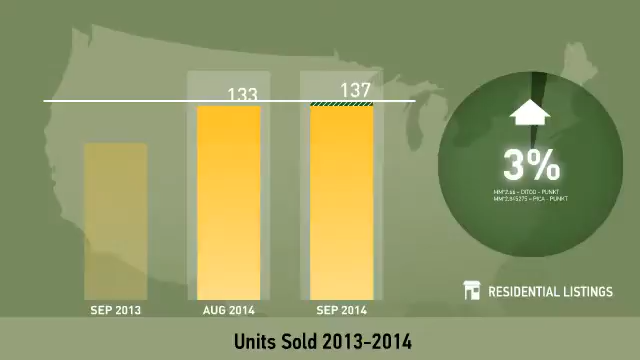 133
137
3%
SEP 2013
AUG 2014
SEP 2014
RESIDENTIAL LISTINGS
Units Sold 2013-2014